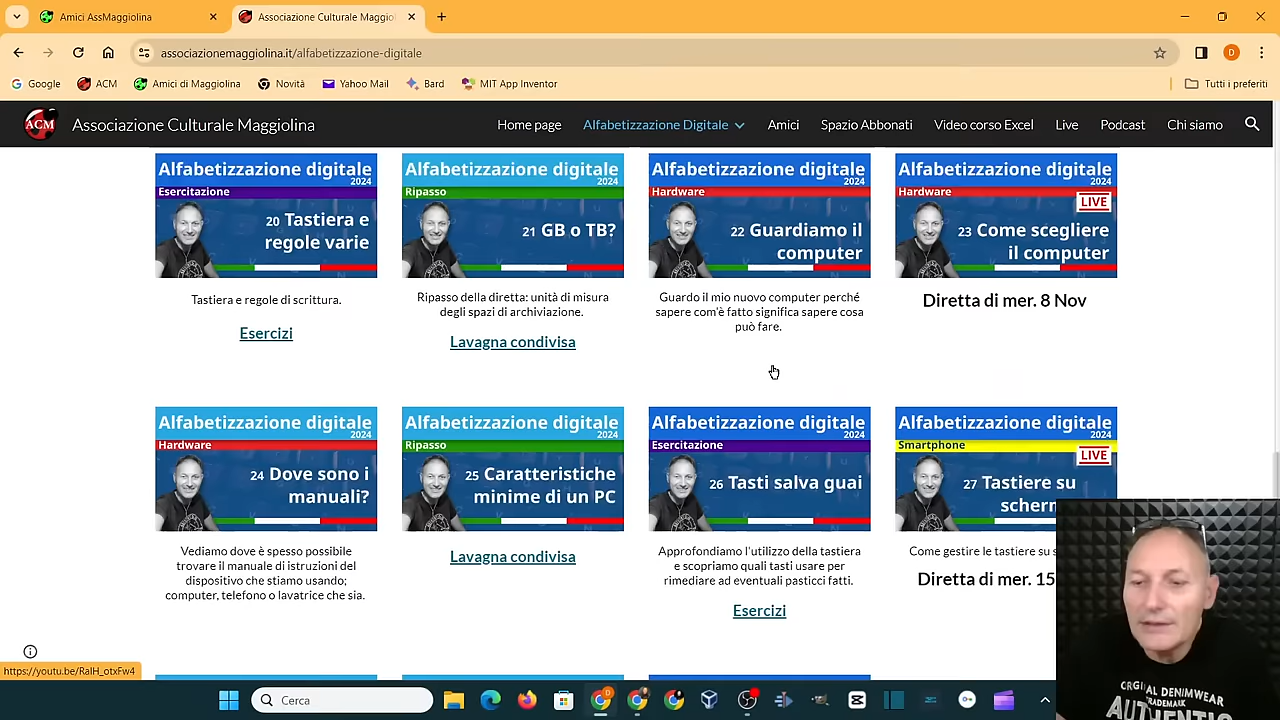 Amici AssMaggiolina
Associazione Culturale Maggio
associazionemaggiolina.it/alfabetizzazione-digitale
D
Google
ACM
Amici di Maggiolina
Novità
Yahoo Mail
Bard
MIT App Inventor
Tutti i preferiti
ACM
Associazione Culturale Maggiolina
Home page
Alfabetizzazione Digitale
Amici
Spazio Abbonati
Video corso Excel
Live
Podcast
Chi siamo
Alfabetizzazione digitale
2024
Esercitazione
20 Tastiera e
regole varie
Tastiera e regole di scrittura.
Esercizi
Alfabetizzazione digitale
2024
Ripasso
21 GB o TB?
Ripasso della diretta: unità di misura
degli spazi di archiviazione.
Lavagna condivisa
Alfabetizzazione digitale
2024
Hardware
22 Guardiamo il
computer
Guardo il mio nuovo computer perché
sapere com'è fatto significa sapere cosa
può fare.
Alfabetizzazione digitale
2024
Hardware
LIVE
23 Come scegliere
il computer
Diretta di mer. 8 Nov
Alfabetizzazione digitale
2024
Hardware
24 Dove sono i
manuali?
Vediamo dove è spesso possibile
trovare il manuale di istruzioni del
dispositivo che stiamo usando;
computer, telefono o lavatrice che sia.
Alfabetizzazione digitale
2024
Ripasso
25 Caratteristiche
minime di un PC
Lavagna condivisa
Alfabetizzazione digitale
2024
Esercitazione
26 Tasti salva guai
Approfondiamo l'utilizzo della tastiera
e scopriamo quali tasti usare per
rimediare ad eventuali pasticci fatti.
Esercizi
Alfabetizzazione digitale
2024
Smartphone
LIVE
27 Tastiere su
scherm
Come gestire le tastiere su s
Diretta di mer. 15
https://youtu.be/RalH_otxFw4
Cerca
DENIMWEAR
AUTHENTIC